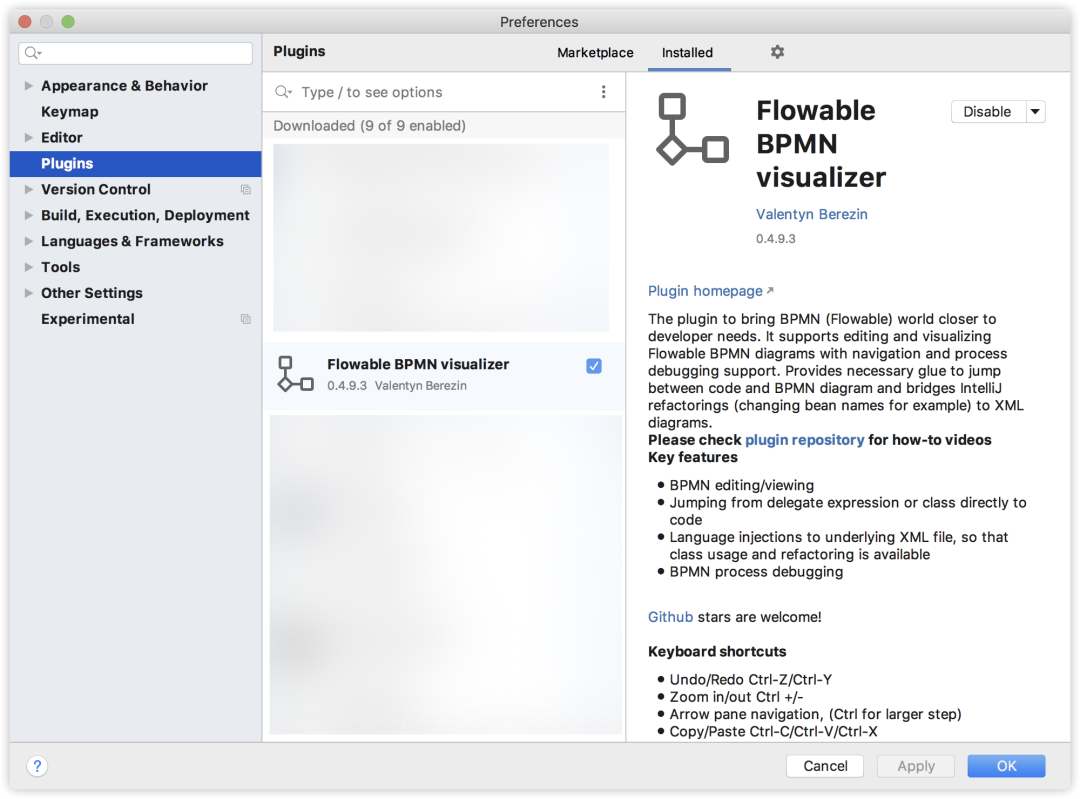 Preferences
Appearance & Behavior
Keymap
Editor
Plugins
Version Control
Build, Execution, Deployment
Languages & Frameworks
Tools
Other Settings
Experimental
Plugins
Marketplace
Installed
Type / to see options
Downloaded (9 of 9 enabled)
Flowable BPMN visualizer
0.4.9.3 Valentyn Berezin
Flowable
BPMN
visualizer
Disable
Valentyn Berezin
0.4.9.3
Plugin homepage ↗
The plugin to bring BPMN (Flowable) world closer to
developer needs. It supports editing and visualizing
Flowable BPMN diagrams with navigation and process
debugging support. Provides necessary glue to jump
between code and BPMN diagram and bridges IntelliJ
refactorings (changing bean names for example) to XML
diagrams.
Please check plugin repository for how-to videos
Key features
• BPMN editing/viewing
• Jumping from delegate expression or class directly to
code
• Language injections to underlying XML file, so that
class usage and refactoring is available
• BPMN process debugging
Github stars are welcome!
Keyboard shortcuts
• Undo/Redo Ctrl-Z/Ctrl-Y
• Zoom in/out Ctrl +/-
• Arrow pane navigation, (Ctrl for larger step)
• Copy/Paste Ctrl-C/Ctrl-V/Ctrl-X
?
Cancel
Apply
OK